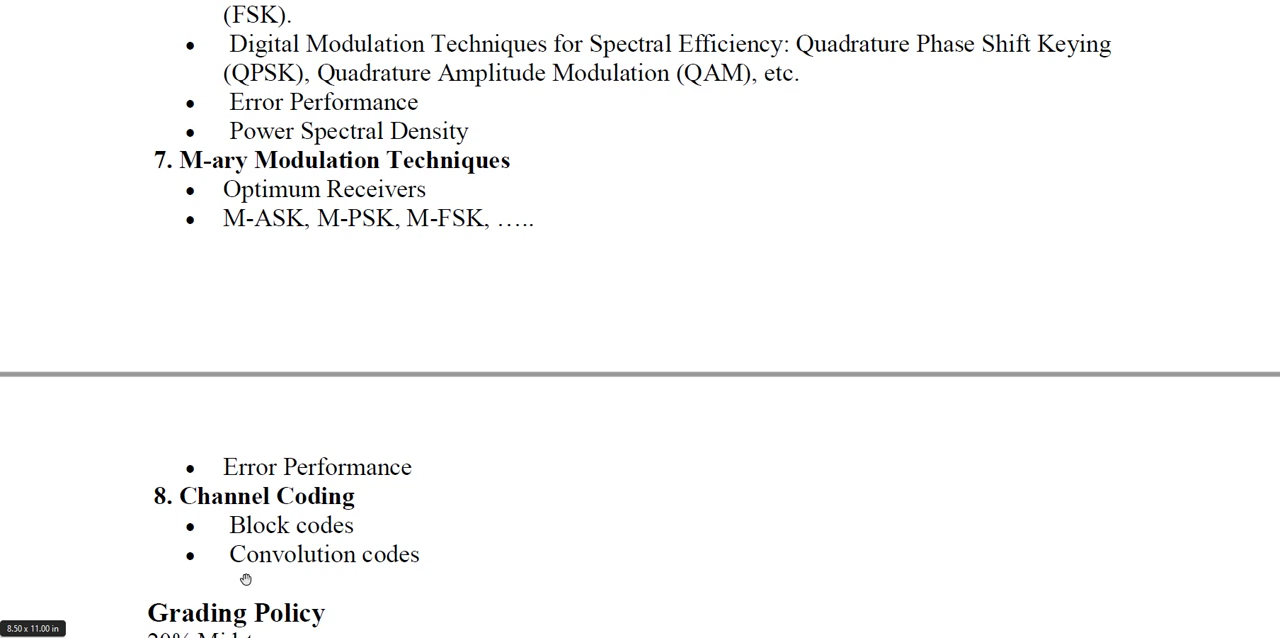 (FSK).
• Digital Modulation Techniques for Spectral Efficiency: Quadrature Phase Shift Keying
(QPSK), Quadrature Amplitude Modulation (QAM), etc.
• Error Performance
• Power Spectral Density
7. M-ary Modulation Techniques
• Optimum Receivers
• M-ASK, M-PSK, M-FSK, …..
• Error Performance
8. Channel Coding
• Block codes
• Convolution codes
Grading Policy
8.50 x 11.00 in